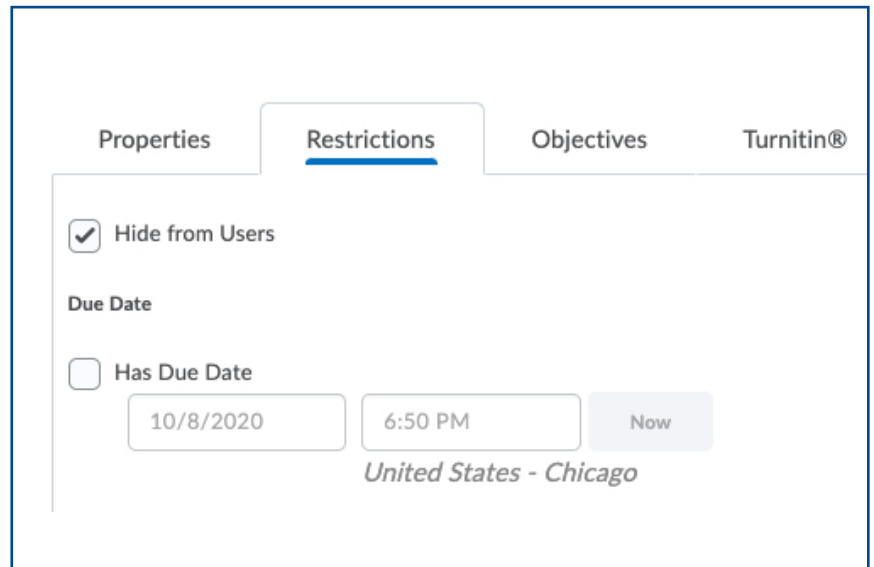 Properties Restrictions Objectives Turnitin®
Hide from Users
Due Date
Has Due Date
10/8/2020 6:50 PM Now
United States - Chicago